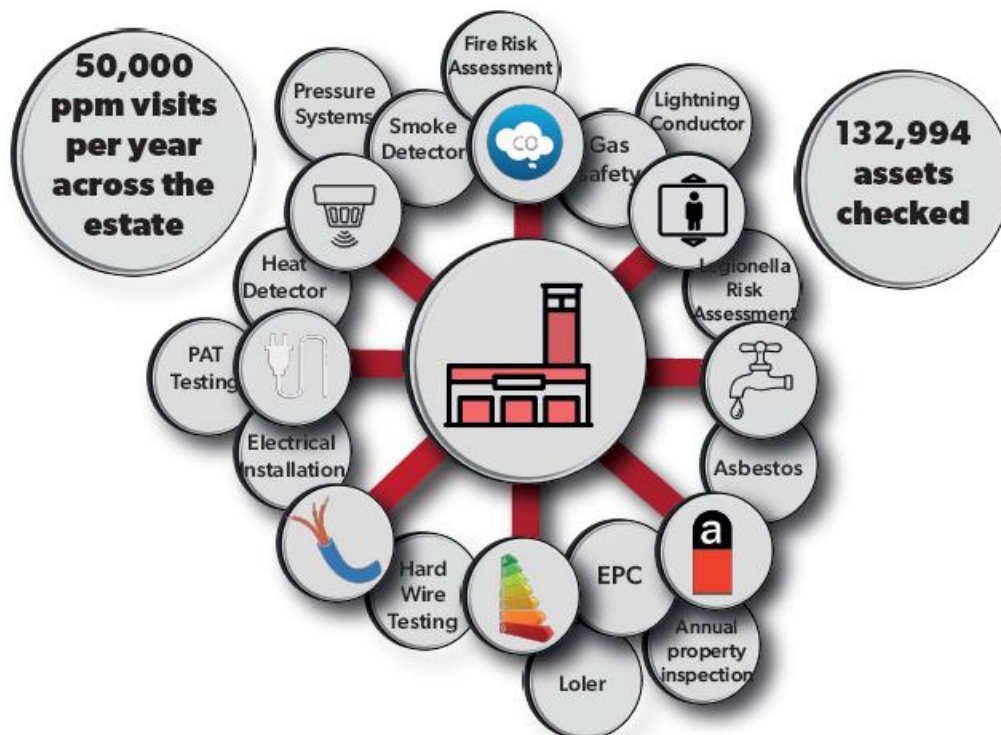 50,000
ppm visits
per year
across the
estate
Pressure
Systems
Smoke
Detector
Fire Risk
Assessment
CO
Gas
safety
Lightning
Conductor
132,994
assets
checked
Heat
Detector
Legionella
Risk
Assessment
PAT
Testing
Electrical
Installation
Asbestos
a
Hard
Wire
Testing
EPC
Annual
property
inspection
Loler